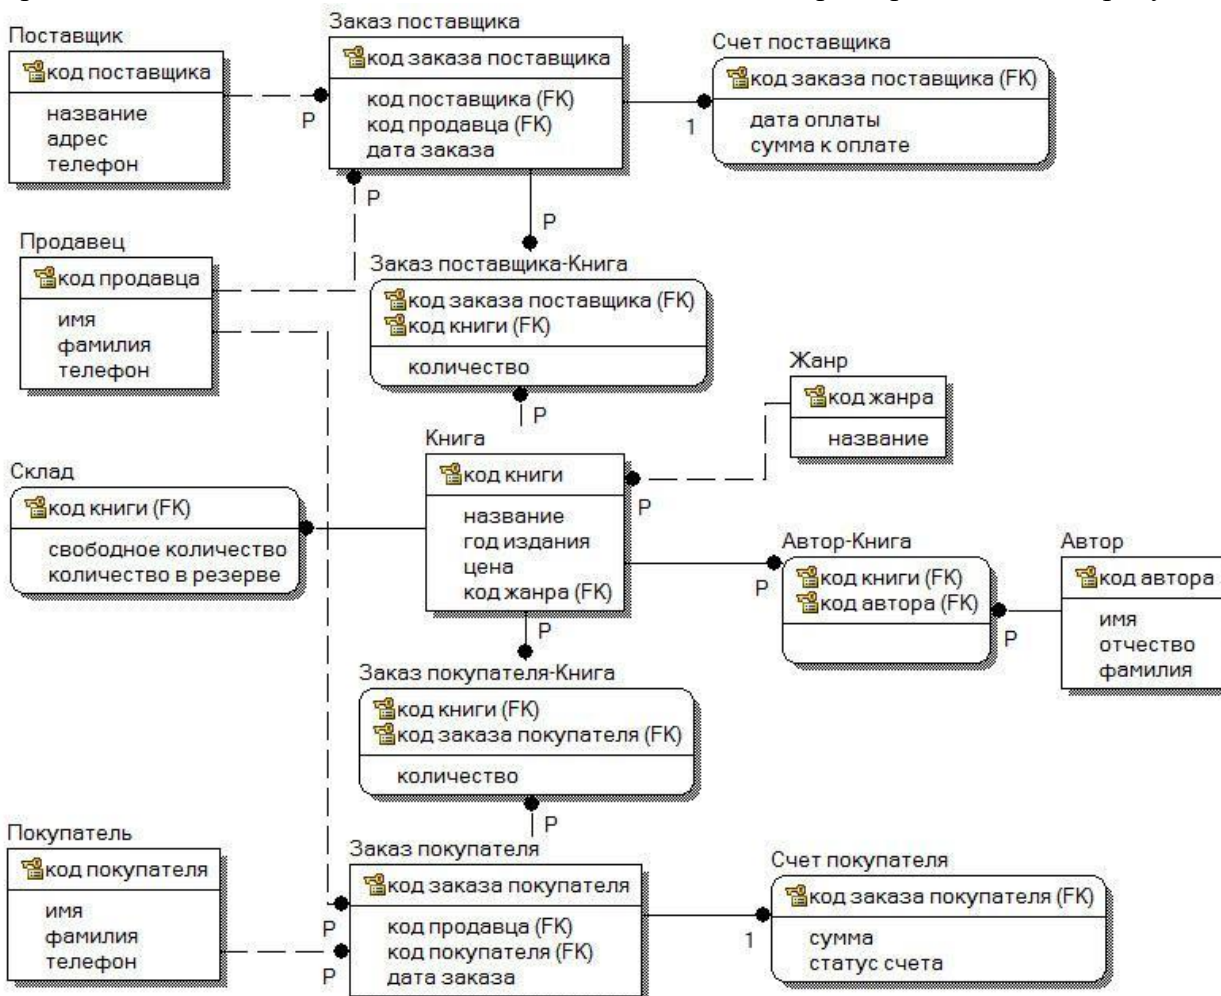 Заказ поставщика
код заказа поставщика
код поставщика (FK)
код продавца (FK)
дата заказа
Поставщик
код поставщика
название
адрес
телефон
P
Счет поставщика
код заказа поставщика (FK)
дата оплаты
сумма к оплате
1
P
P
Продавец
код продавца
имя
фамилия
телефон
Заказ поставщика-Книга
код заказа поставщика (FK)
код книги (FK)
количество
P
Жанр
код жанра
название
P
Книга
код книги
название
год издания
цена
код жанра (FK)
Склад
код книги (FK)
свободное количество
количество в резерве
Автор-Книга
код книги (FK)
код автора (FK)
P
P
Автор
код автора
имя
отчество
фамилия
P
Заказ покупателя-Книга
код книги (FK)
код заказа покупателя (FK)
количество
P
Покупатель
код покупателя
имя
фамилия
телефон
Заказ покупателя
код заказа покупателя
код продавца (FK)
код покупателя (FK)
дата заказа
P
P
Счет покупателя
код заказа покупателя (FK)
сумма
статус счета
1